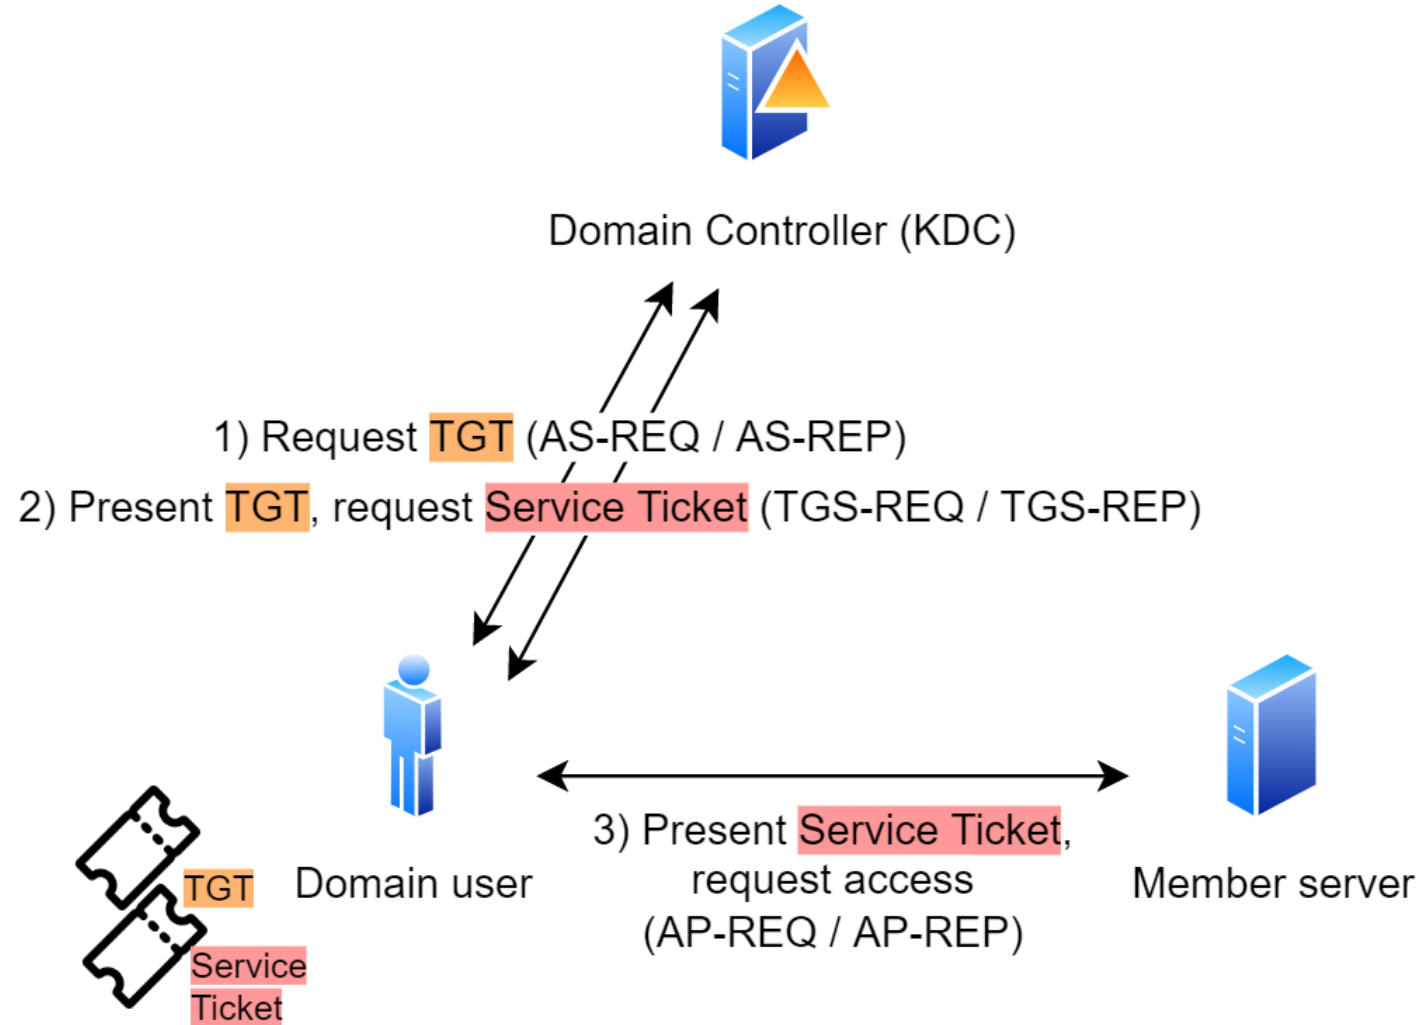 Domain Controller (KDC)
1) Request TGT (AS-REQ / AS-REP)
2) Present TGT, request Service Ticket (TGS-REQ / TGS-REP)
3) Present Service Ticket,
request access
(AP-REQ / AP-REP)
TGT
Domain user
Member server
Service
Ticket